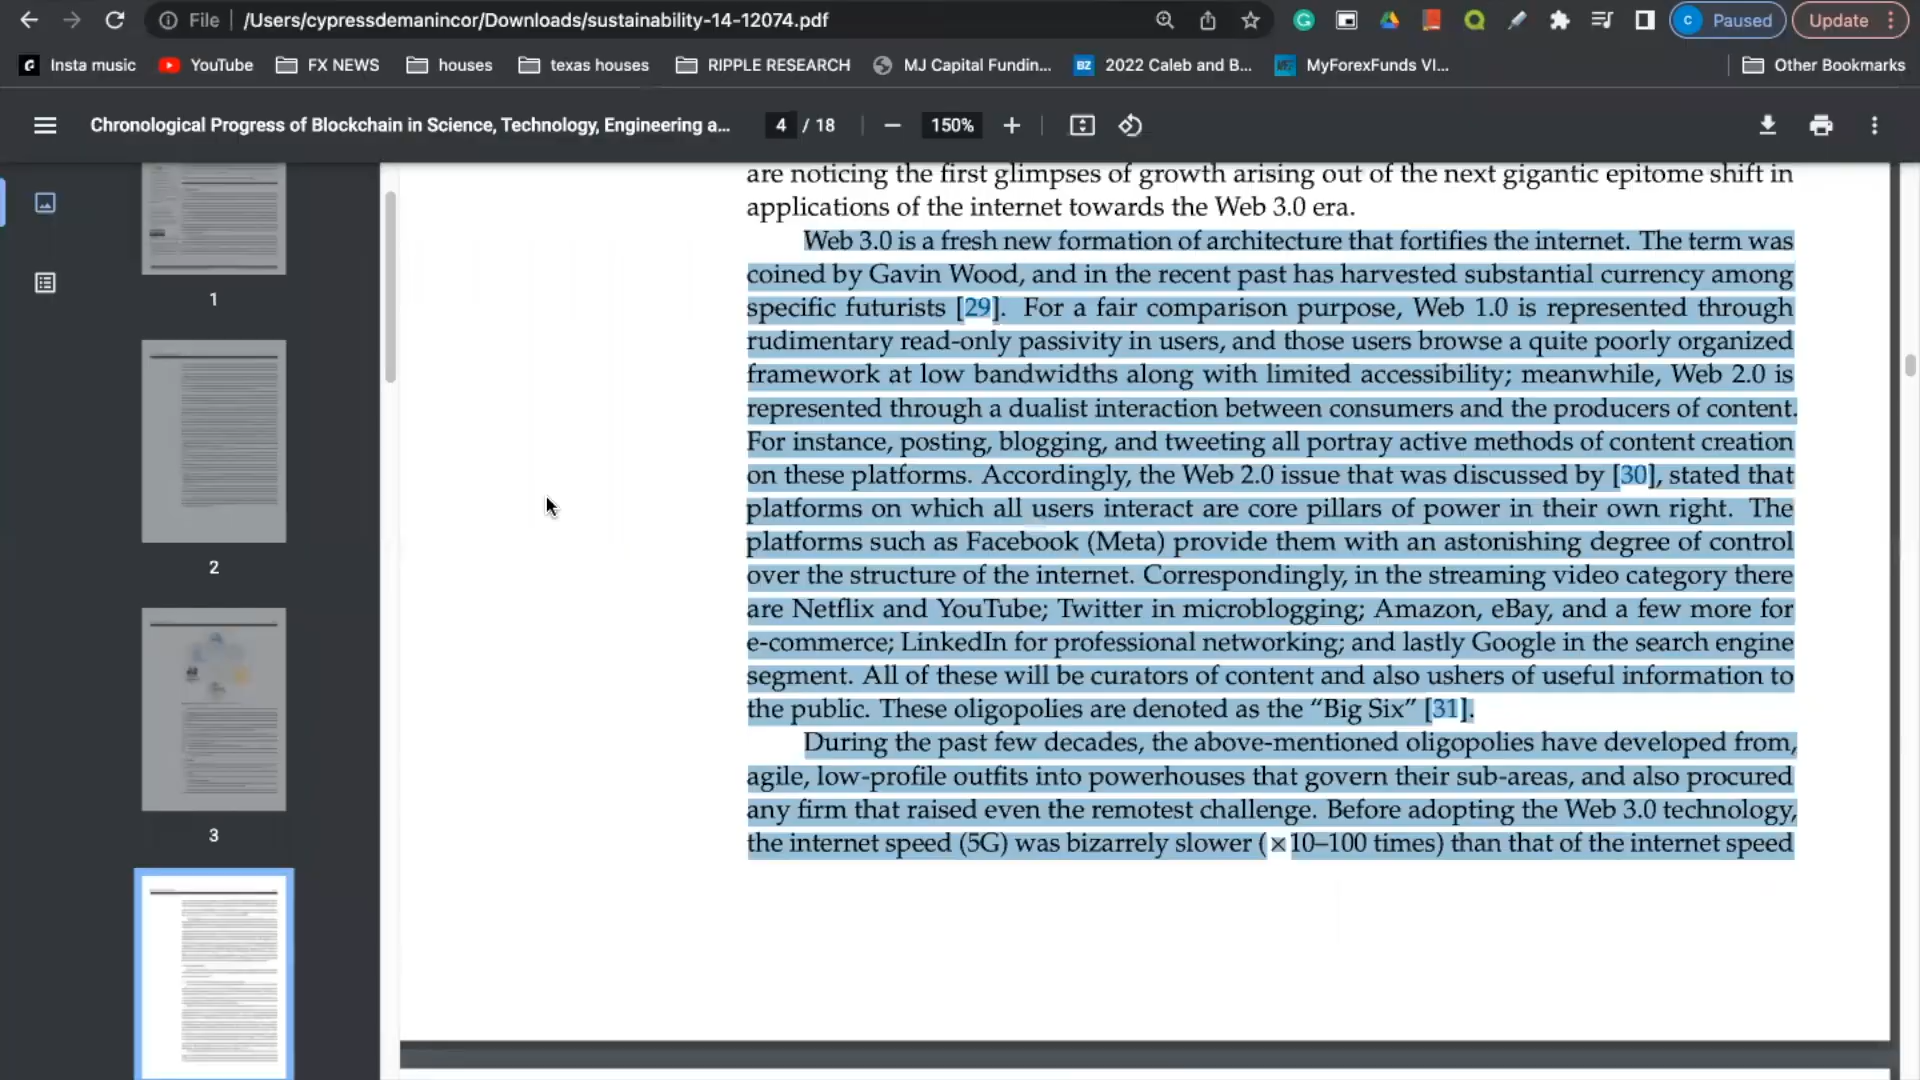 File | /Users/cypressdemanincor/Downloads/sustainability-14-12074.pdf
C Paused
Update
Insta music
YouTube
FX NEWS
houses
texas houses
RIPPLE RESEARCH
MJ Capital Fundin...
BZ 2022 Caleb and B...
MyForexFunds VI...
Other Bookmarks
Chronological Progress of Blockchain in Science, Technology, Engineering a...
4 / 18
150%
1
2
3
are noticing the first glimpses of growth arising out of the next gigantic epitome shift in
applications of the internet towards the Web 3.0 era.
Web 3.0 is a fresh new formation of architecture that fortifies the internet. The term was
coined by Gavin Wood, and in the recent past has harvested substantial currency among
specific futurists [29]. For a fair comparison purpose, Web 1.0 is represented through
rudimentary read-only passivity in users, and those users browse a quite poorly organized
framework at low bandwidths along with limited accessibility; meanwhile, Web 2.0 is
represented through a dualist interaction between consumers and the producers of content.
For instance, posting, blogging, and tweeting all portray active methods of content creation
on these platforms. Accordingly, the Web 2.0 issue that was discussed by [30], stated that
platforms on which all users interact are core pillars of power in their own right. The
platforms such as Facebook (Meta) provide them with an astonishing degree of control
over the structure of the internet. Correspondingly, in the streaming video category there
are Netflix and YouTube; Twitter in microblogging; Amazon, eBay, and a few more for
e-commerce; LinkedIn for professional networking; and lastly Google in the search engine
segment. All of these will be curators of content and also ushers of useful information to
the public. These oligopolies are denoted as the “Big Six” [31].
During the past few decades, the above-mentioned oligopolies have developed from,
agile, low-profile outfits into powerhouses that govern their sub-areas, and also procured
any firm that raised even the remotest challenge. Before adopting the Web 3.0 technology,
the internet speed (5G) was bizarrely slower (×10–100 times) than that of the internet speed